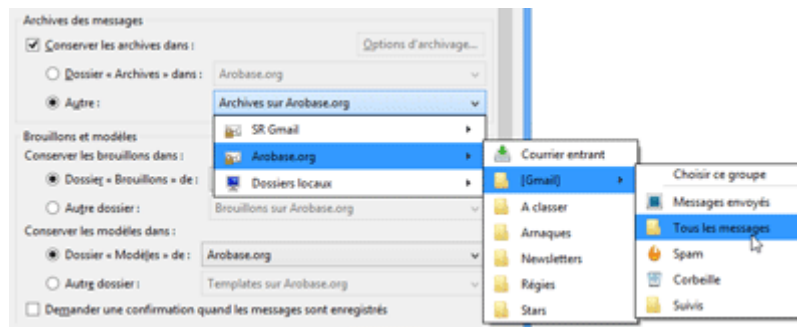 Archives des messages
Conserver les archives dans :
Options d'archivage...
Dossier « Archives » dans :
Arobase.org
Autre :
Archives sur Arobase.org
SR Gmail
Arobase.org
Dossiers locaux
Courrier entrant
[Gmail]
A classer
Arnaques
Newsletters
Régies
Stars
Choisir ce groupe
Messages envoyés
Tous les messages
Spam
Corbeille
Suivis
Brouillons et modèles
Conserver les brouillons dans :
Dossier « Brouillons » de :
Autre dossier :
Brouillons sur Arobase.org
Conserver les modèles dans :
Dossier « Modèles » de :
Arobase.org
Autre dossier :
Templates sur Arobase.org
Demander une confirmation quand les messages sont enregistrés